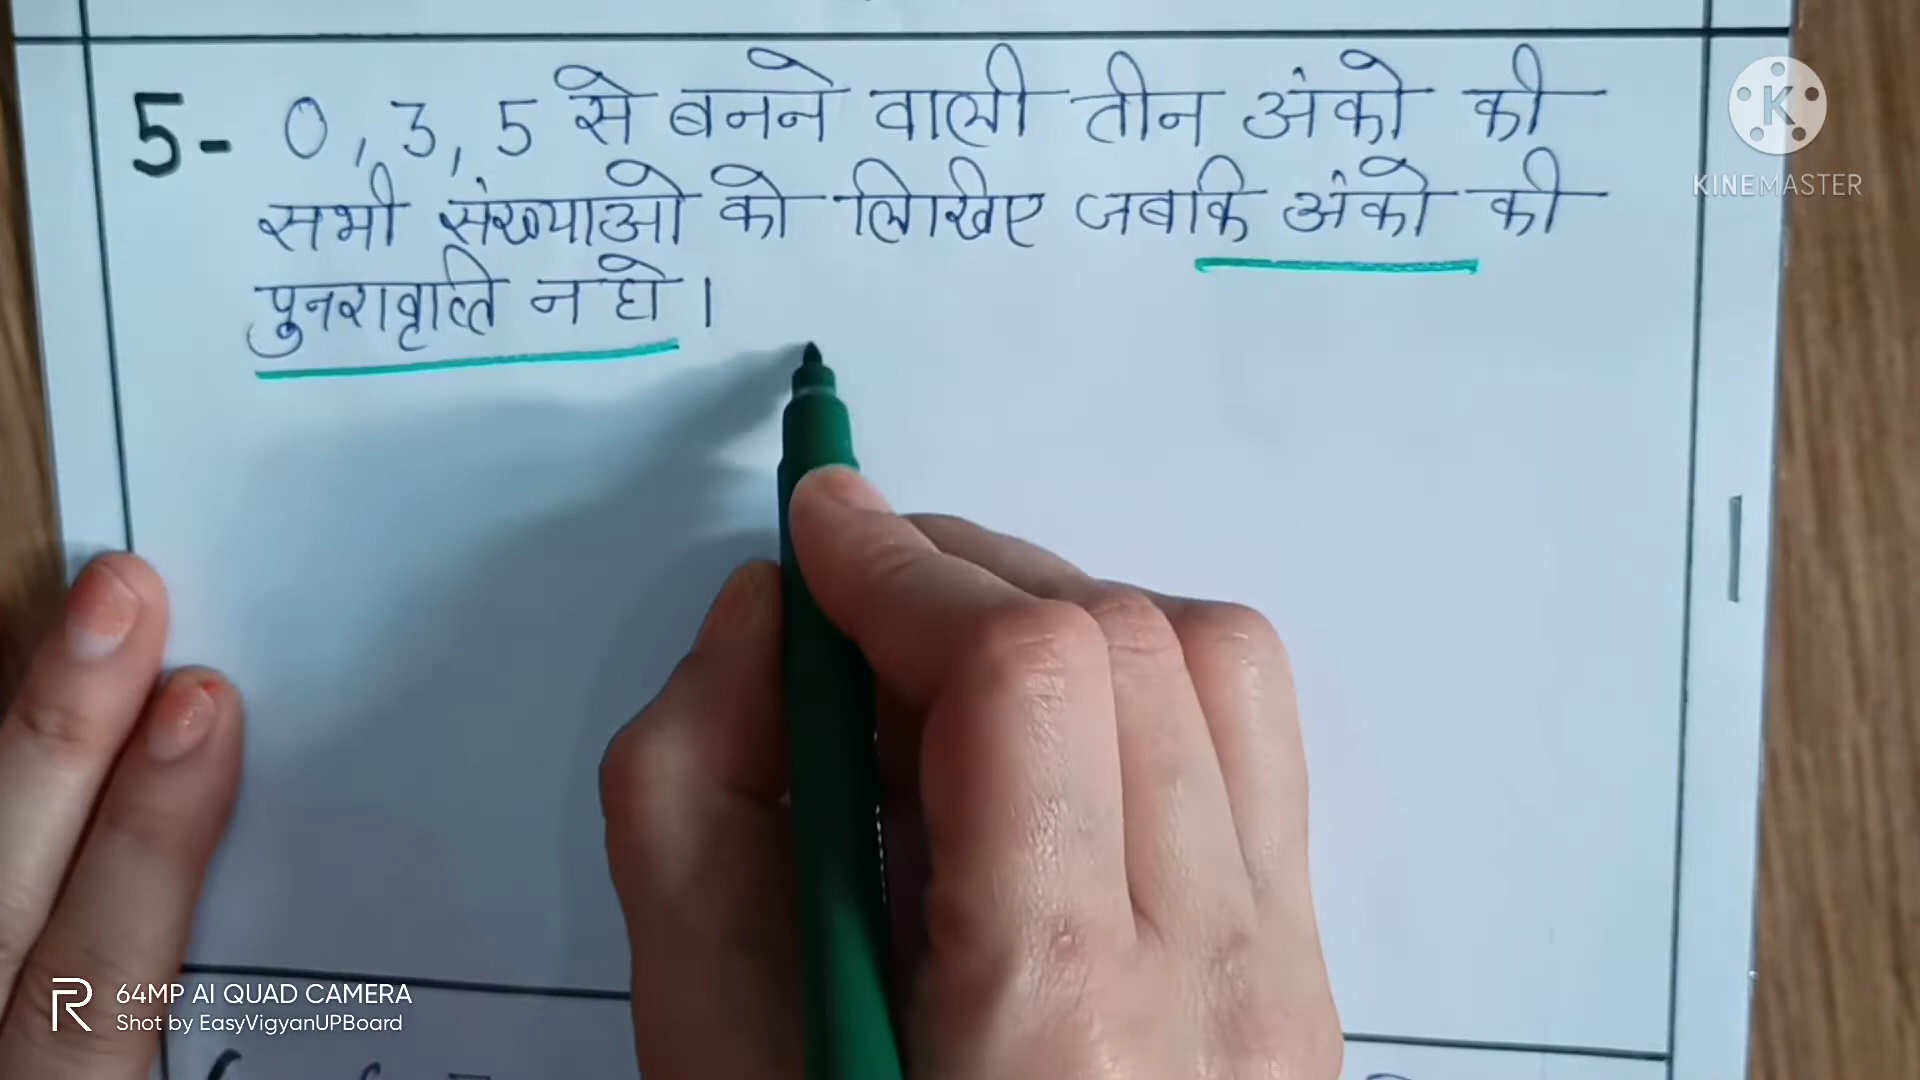 5- 0, 3, 5 से बनने वाली तीन अंको की
सभी संख्याओ को लिखिए जबकि अंको की
पुनरावृत्ति न हो।
KINEMASTER
64MP AI QUAD CAMERA
Shot by EasyVigyanUPBoard